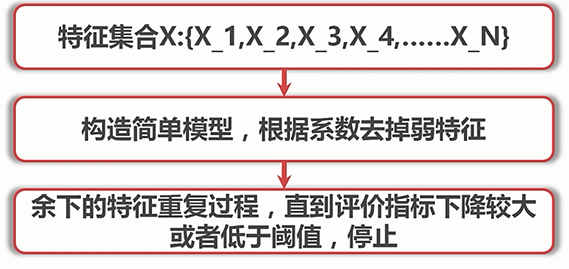 特征集合X:{X_1,X_2,X_3,X_4,......X_N}
构造简单模型，根据系数去掉弱特征
余下的特征重复过程，直到评价指标下降较大
或者低于阈值，停止